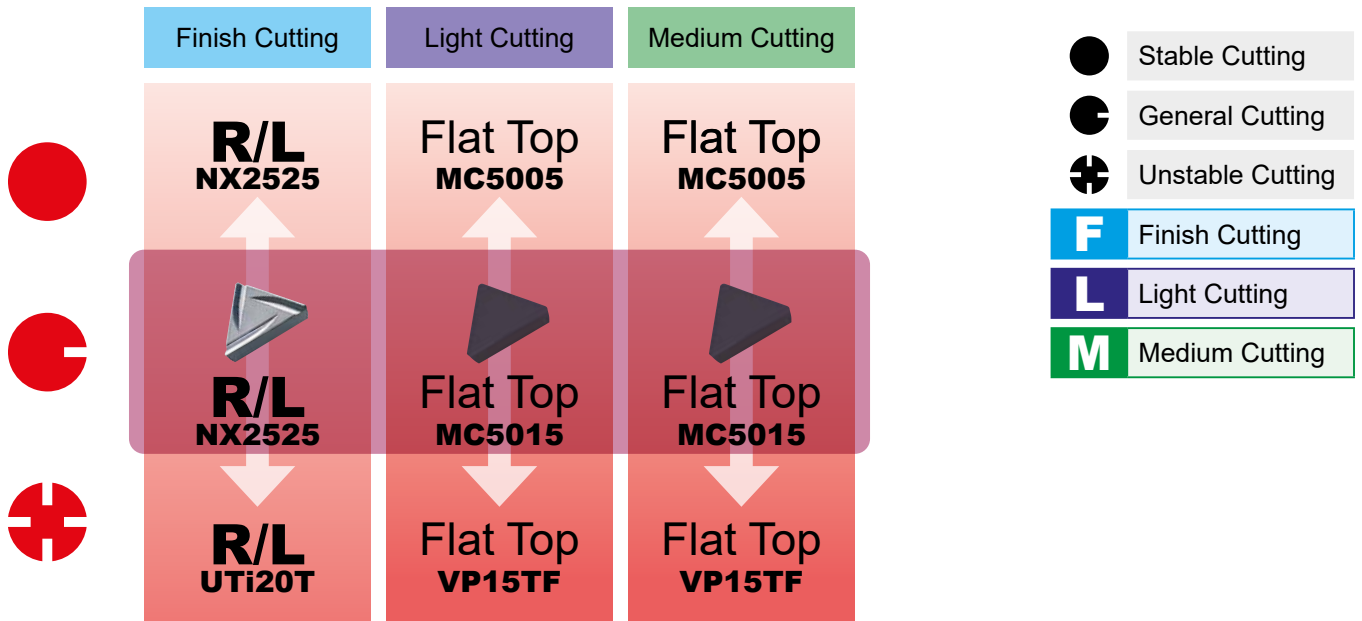 Finish Cutting
Light Cutting
Medium Cutting
R/L
NX2525
Flat Top
MC5005
Flat Top
MC5005
R/L
NX2525
Flat Top
MC5015
Flat Top
MC5015
R/L
UTi20T
Flat Top
VP15TF
Flat Top
VP15TF
Stable Cutting
General Cutting
Unstable Cutting
F Finish Cutting
L Light Cutting
M Medium Cutting